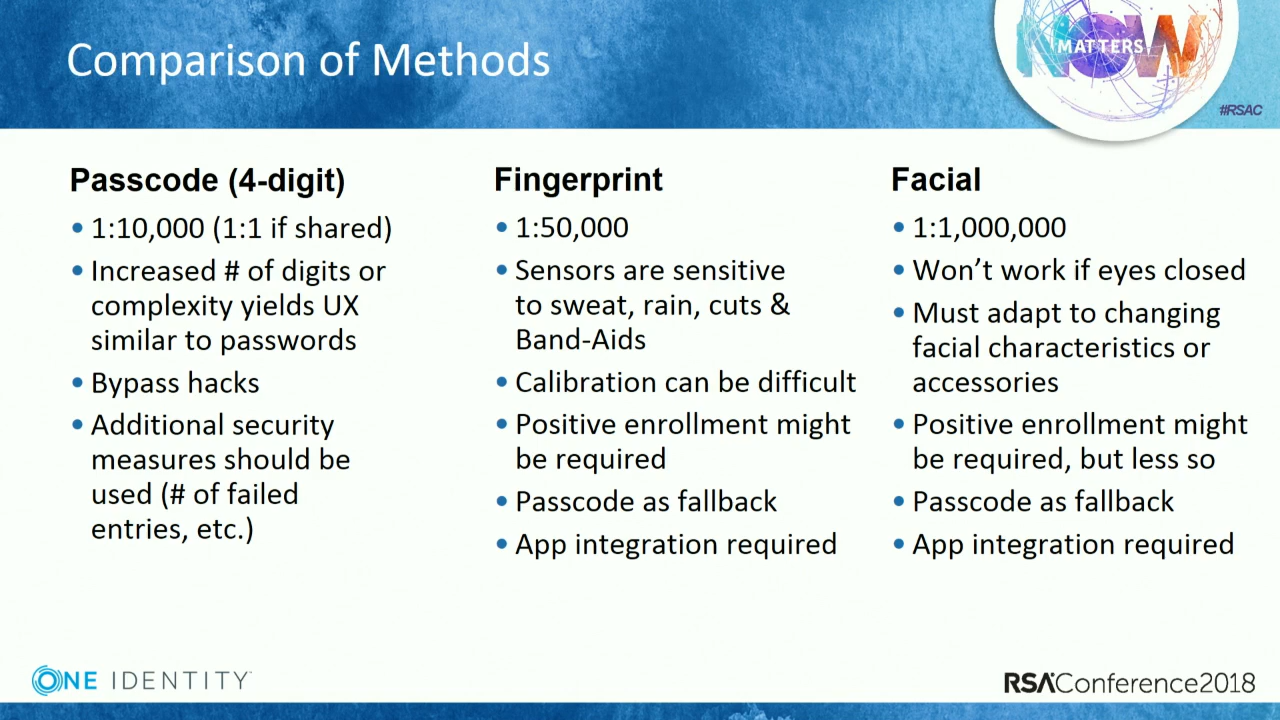 Comparison of Methods
NOW
MATTERS
#RSAC
Passcode (4-digit)
• 1:10,000 (1:1 if shared)
• Increased # of digits or
complexity yields UX
similar to passwords
• Bypass hacks
• Additional security
measures should be
used (# of failed
entries, etc.)
Fingerprint
• 1:50,000
• Sensors are sensitive
to sweat, rain, cuts &
Band-Aids
• Calibration can be difficult
• Positive enrollment might
be required
• Passcode as fallback
• App integration required
Facial
• 1:1,000,000
• Won’t work if eyes closed
• Must adapt to changing
facial characteristics or
accessories
• Positive enrollment might
be required, but less so
• Passcode as fallback
• App integration required
ONE IDENTITY
RSAConference2018